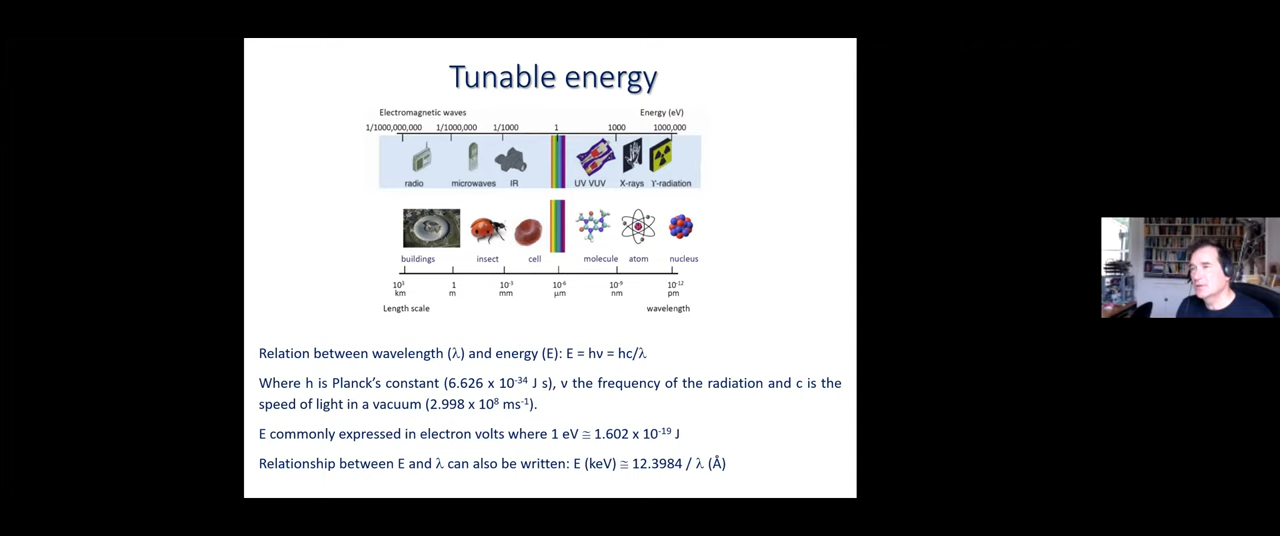 Tunable energy
Electromagnetic waves Energy (eV)
1/1000,000,000 1/1000,000 1/1000 1 1000 1000,000
radio microwaves IR UV VUV X-rays ϒ-radiation
buildings insect cell molecule atom nucleus
10³ 1 10⁻³ 10⁻⁶ 10⁻⁹ 10⁻¹²
km m mm µm nm pm
Length scale wavelength
Relation between wavelength (λ) and energy (E): E = hν = hc/λ
Where h is Planck’s constant (6.626 x 10⁻³⁴ J s), ν the frequency of the radiation and c is the
speed of light in a vacuum (2.998 x 10⁸ ms⁻¹).
E commonly expressed in electron volts where 1 eV ≅ 1.602 x 10⁻¹⁹ J
Relationship between E and λ can also be written: E (keV) ≅ 12.3984 / λ (Å)